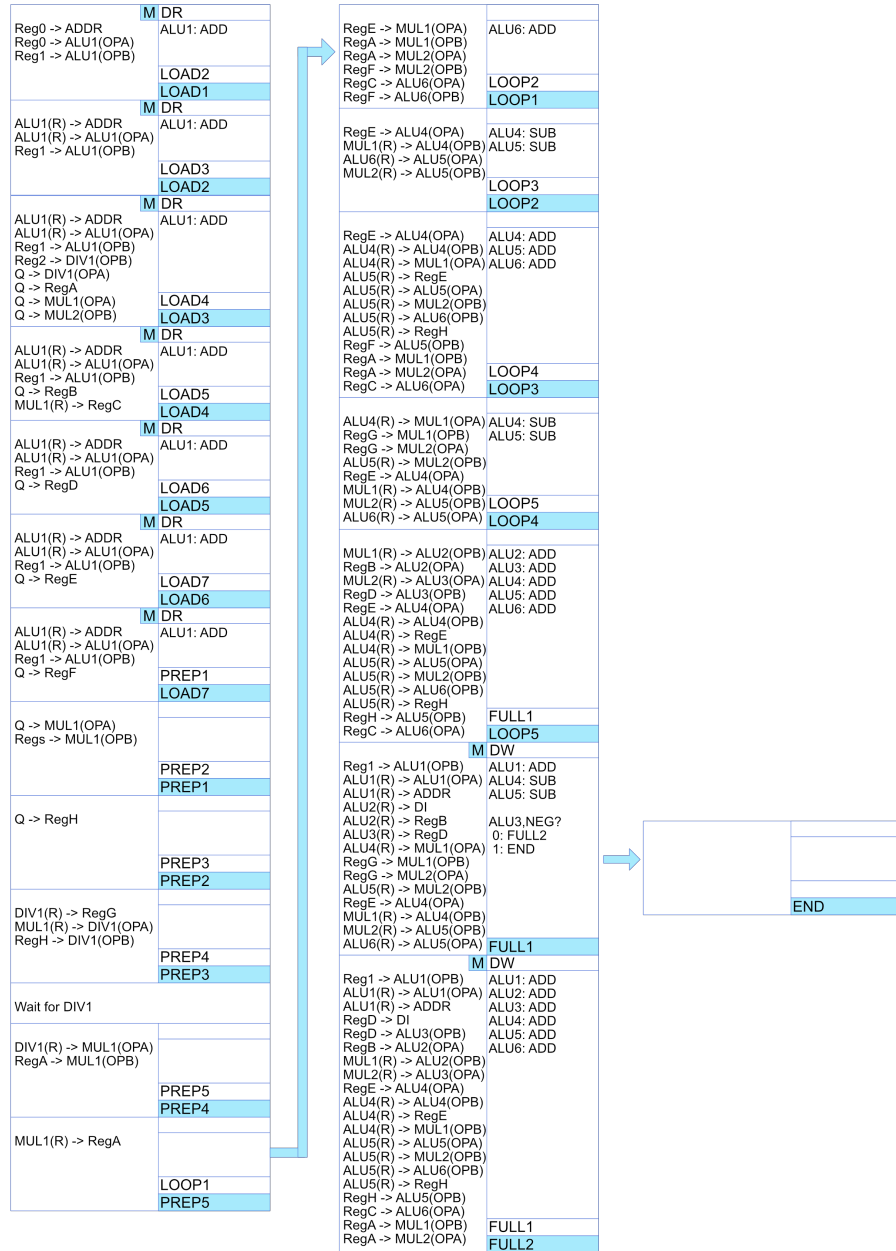 M DR
Reg0 -> ADDR
Reg0 -> ALU1(OPA)
Reg1 -> ALU1(OPB)
ALU1: ADD
LOAD2
LOAD1
M DR
ALU1(R) -> ADDR
ALU1(R) -> ALU1(OPA)
Reg1 -> ALU1(OPB)
ALU1: ADD
LOAD3
LOAD2
M DR
ALU1(R) -> ADDR
ALU1(R) -> ALU1(OPA)
Reg1 -> ALU1(OPB)
Reg2 -> DIV1(OPB)
Q -> DIV1(OPA)
Q -> RegA
Q -> MUL1(OPA)
Q -> MUL2(OPB)
ALU1: ADD
LOAD4
LOAD3
M DR
ALU1(R) -> ADDR
ALU1(R) -> ALU1(OPA)
Reg1 -> ALU1(OPB)
Q -> RegB
MUL1(R) -> RegC
ALU1: ADD
LOAD5
LOAD4
M DR
ALU1(R) -> ADDR
ALU1(R) -> ALU1(OPA)
Reg1 -> ALU1(OPB)
Q -> RegD
ALU1: ADD
LOAD6
LOAD5
M DR
ALU1(R) -> ADDR
ALU1(R) -> ALU1(OPA)
Reg1 -> ALU1(OPB)
Q -> RegE
ALU1: ADD
LOAD7
LOAD6
M DR
ALU1(R) -> ADDR
ALU1(R) -> ALU1(OPA)
Reg1 -> ALU1(OPB)
Q -> RegF
ALU1: ADD
PREP1
LOAD7
Q -> MUL1(OPA)
Regs -> MUL1(OPB)
PREP2
PREP1
Q -> RegH
PREP3
PREP2
DIV1(R) -> RegG
MUL1(R) -> DIV1(OPA)
RegH -> DIV1(OPB)
PREP4
PREP3
Wait for DIV1
DIV1(R) -> MUL1(OPA)
RegA -> MUL1(OPB)
PREP5
PREP4
MUL1(R) -> RegA
LOOP1
PREP5
RegE -> MUL1(OPA)
RegA -> MUL1(OPB)
RegA -> MUL2(OPA)
RegF -> MUL2(OPB)
RegC -> ALU6(OPA)
RegF -> ALU6(OPB)
ALU6: ADD
LOOP2
LOOP1
RegE -> ALU4(OPA)
MUL1(R) -> ALU4(OPB)
ALU6(R) -> ALU5(OPA)
MUL2(R) -> ALU5(OPB)
ALU4: SUB
ALU5: SUB
LOOP3
LOOP2
RegE -> ALU4(OPA)
ALU4(R) -> ALU4(OPB)
ALU4(R) -> MUL1(OPA)
ALU5(R) -> RegE
ALU5(R) -> ALU5(OPA)
ALU5(R) -> MUL2(OPB)
ALU5(R) -> ALU6(OPB)
ALU5(R) -> RegH
RegF -> ALU5(OPB)
RegA -> MUL1(OPB)
RegA -> MUL2(OPA)
RegC -> ALU6(OPA)
ALU4: ADD
ALU5: ADD
ALU6: ADD
LOOP4
LOOP3
ALU4(R) -> MUL1(OPA)
RegG -> MUL1(OPB)
RegG -> MUL2(OPA)
ALU5(R) -> MUL2(OPB)
RegE -> ALU4(OPA)
MUL1(R) -> ALU4(OPB)
MUL2(R) -> ALU5(OPB)
ALU6(R) -> ALU5(OPA)
ALU4: SUB
ALU5: SUB
LOOP5
LOOP4
MUL1(R) -> ALU2(OPB)
RegB -> ALU2(OPA)
MUL2(R) -> ALU3(OPA)
RegD -> ALU3(OPB)
RegE -> ALU4(OPA)
ALU4(R) -> ALU4(OPB)
ALU4(R) -> RegE
ALU4(R) -> MUL1(OPB)
ALU5(R) -> ALU5(OPA)
ALU5(R) -> MUL2(OPB)
ALU5(R) -> ALU6(OPB)
ALU5(R) -> RegH
RegH -> ALU5(OPB)
RegC -> ALU6(OPA)
ALU2: ADD
ALU3: ADD
ALU4: ADD
ALU5: ADD
ALU6: ADD
FULL1
LOOP5
M DW
Reg1 -> ALU1(OPB)
ALU1(R) -> ALU1(OPA)
ALU1(R) -> ADDR
ALU2(R) -> DI
ALU2(R) -> RegB
ALU3(R) -> RegD
ALU4(R) -> MUL1(OPA)
RegG -> MUL1(OPB)
RegG -> MUL2(OPA)
ALU5(R) -> MUL2(OPB)
RegE -> ALU4(OPA)
MUL1(R) -> ALU4(OPB)
MUL2(R) -> ALU5(OPB)
ALU6(R) -> ALU5(OPA)
ALU1: ADD
ALU4: SUB
ALU5: SUB
ALU3,NEG?
0: FULL2
1: END
FULL1
M DW
Reg1 -> ALU1(OPB)
ALU1(R) -> ALU1(OPA)
ALU1(R) -> ADDR
RegD -> DI
RegD -> ALU3(OPB)
RegB -> ALU2(OPA)
MUL1(R) -> ALU2(OPB)
MUL2(R) -> ALU3(OPA)
RegE -> ALU4(OPA)
ALU4(R) -> ALU4(OPB)
ALU4(R) -> RegE
ALU4(R) -> MUL1(OPB)
ALU5(R) -> ALU5(OPA)
ALU5(R) -> MUL2(OPB)
ALU5(R) -> ALU6(OPB)
ALU5(R) -> RegH
RegH -> ALU5(OPB)
RegC -> ALU6(OPA)
RegA -> MUL1(OPB)
RegA -> MUL2(OPA)
ALU1: ADD
ALU2: ADD
ALU3: ADD
ALU4: ADD
ALU5: ADD
ALU6: ADD
FULL1
FULL2
END